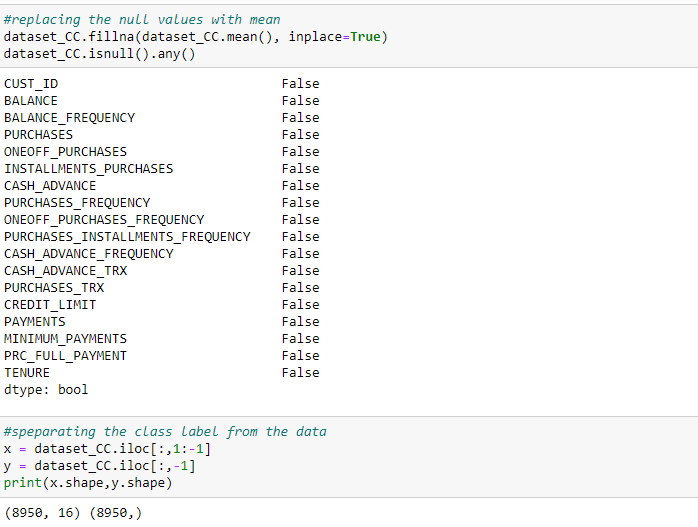 #replacing the null values with mean
dataset_CC.fillna(dataset_CC.mean(), inplace=True)
dataset_CC.isnull().any()
CUST_ID False
BALANCE False
BALANCE_FREQUENCY False
PURCHASES False
ONEOFF_PURCHASES False
INSTALLMENTS_PURCHASES False
CASH_ADVANCE False
PURCHASES_FREQUENCY False
ONEOFF_PURCHASES_FREQUENCY False
PURCHASES_INSTALLMENTS_FREQUENCY False
CASH_ADVANCE_FREQUENCY False
CASH_ADVANCE_TRX False
PURCHASES_TRX False
CREDIT_LIMIT False
PAYMENTS False
MINIMUM_PAYMENTS False
PRC_FULL_PAYMENT False
TENURE False
dtype: bool
#speparating the class label from the data
x = dataset_CC.iloc[:,1:-1]
y = dataset_CC.iloc[:,-1]
print(x.shape,y.shape)
(8950, 16) (8950,)